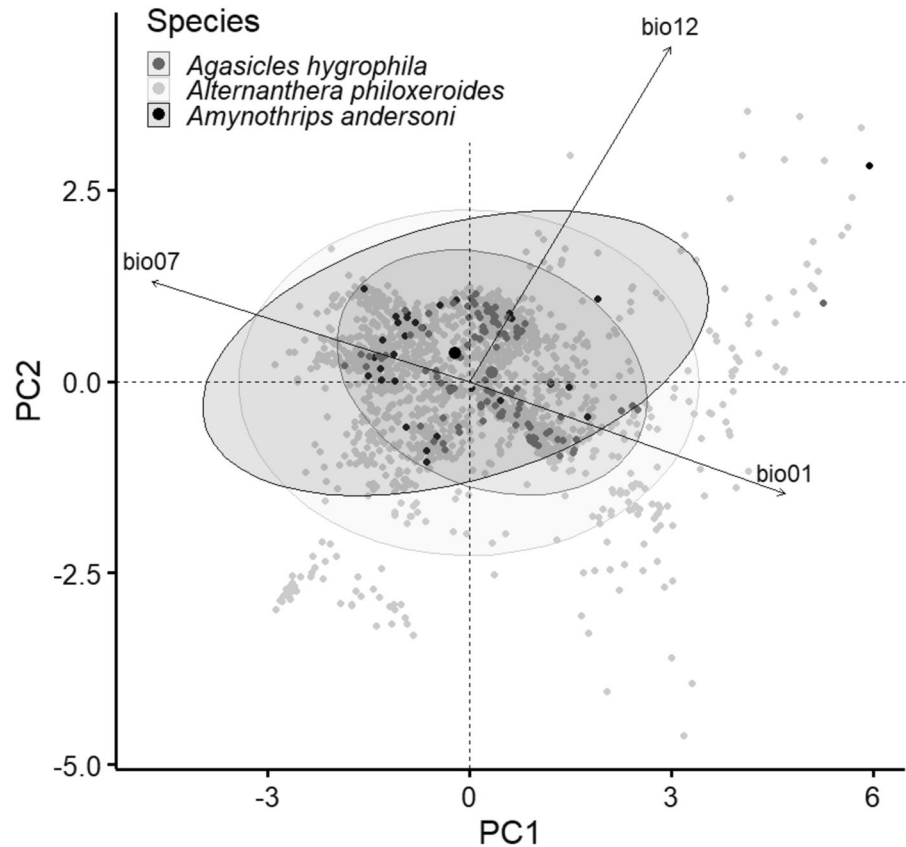 Species
Agasicles hygrophila
Alternanthera philoxeroides
Amynothrips andersoni
bio12
bio07
bio01
PC2
2.5
0.0
-2.5
-5.0
-3
0
3
6
PC1